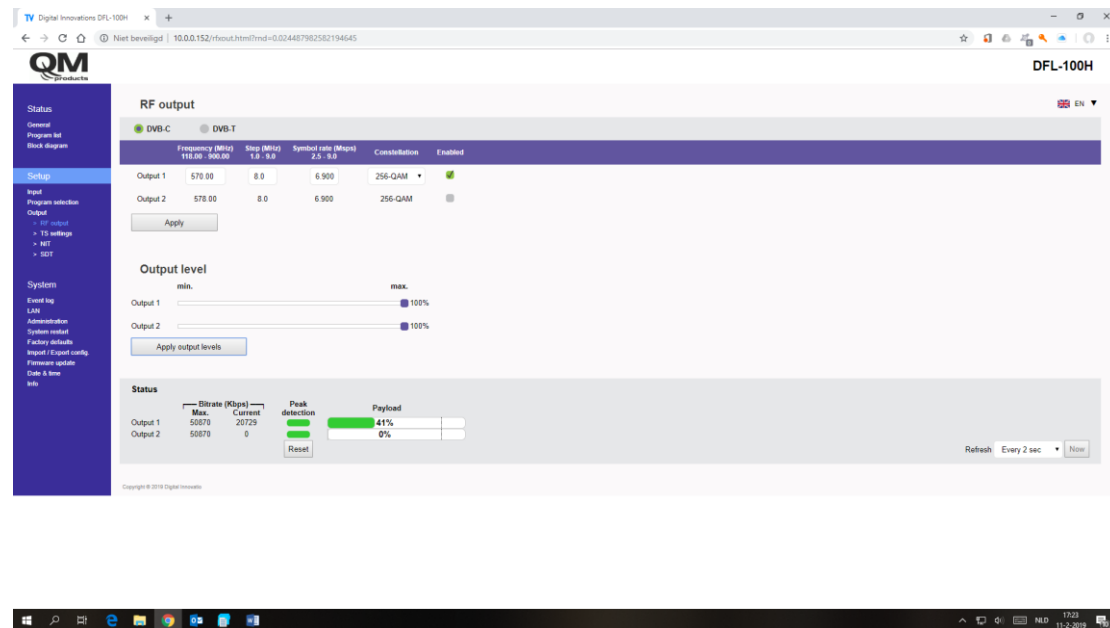 TV Digital Innovations DFL-100H
Niet beveiligd 10.0.0.152/rfxout.html?rnd=0.024487982582194645
QM
products
DFL-100H
Status
General
Program list
Block diagram
Setup
Input
Program selection
Output
> RF output
> TS settings
> NIT
> SDT
System
Event log
LAN
Administration
System restart
Factory defaults
Import / Export config.
Firmware update
Date & time
Info
RF output
EN
DVB-C DVB-T
Frequency (MHz) Step (MHz) Symbol rate (Msps) Constellation Enabled
118.00 - 900.00 1.0 - 9.0 2.5 - 9.0
Output 1 570.00 8.0 6.900 256-QAM
Output 2 578.00 8.0 6.900 256-QAM
Apply
Output level
min. max.
Output 1 100%
Output 2 100%
Apply output levels
Status
Bitrate (Kbps) Peak detection Payload
Max. Current
Output 1 50870 20729 41%
Output 2 50870 0 0%
Reset
Refresh Every 2 sec Now
Copyright © 2019 Digital Innovatio
NLD
17:23
11-2-2019